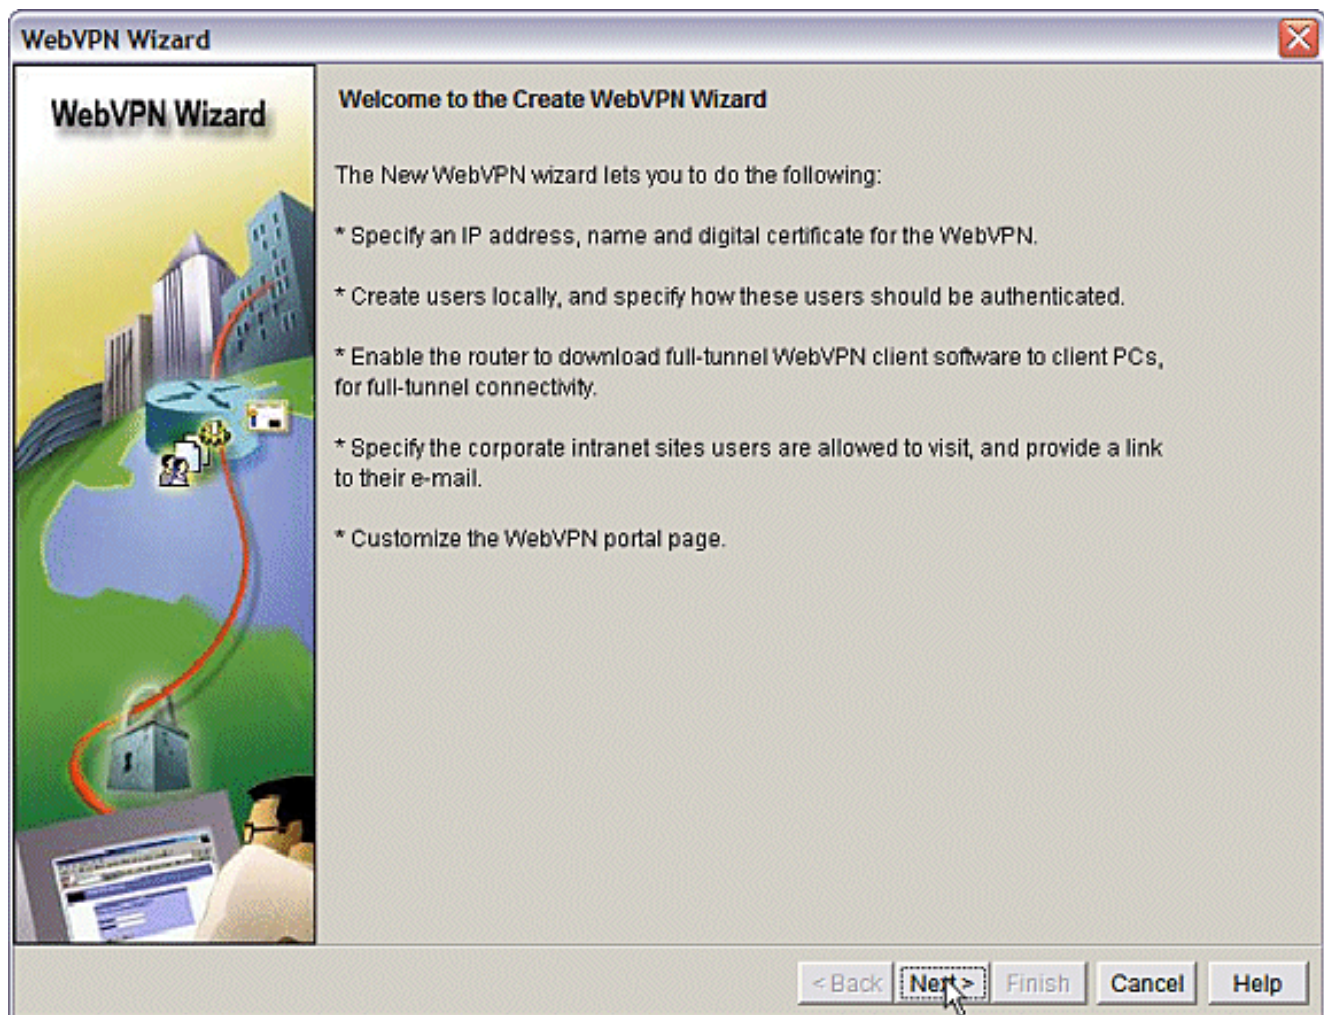 WebVPN Wizard
WebVPN Wizard
Welcome to the Create WebVPN Wizard
The New WebVPN wizard lets you to do the following:
* Specify an IP address, name and digital certificate for the WebVPN.
* Create users locally, and specify how these users should be authenticated.
* Enable the router to download full-tunnel WebVPN client software to client PCs,
for full-tunnel connectivity.
* Specify the corporate intranet sites users are allowed to visit, and provide a link
to their e-mail.
* Customize the WebVPN portal page.
< Back Next > Finish Cancel Help